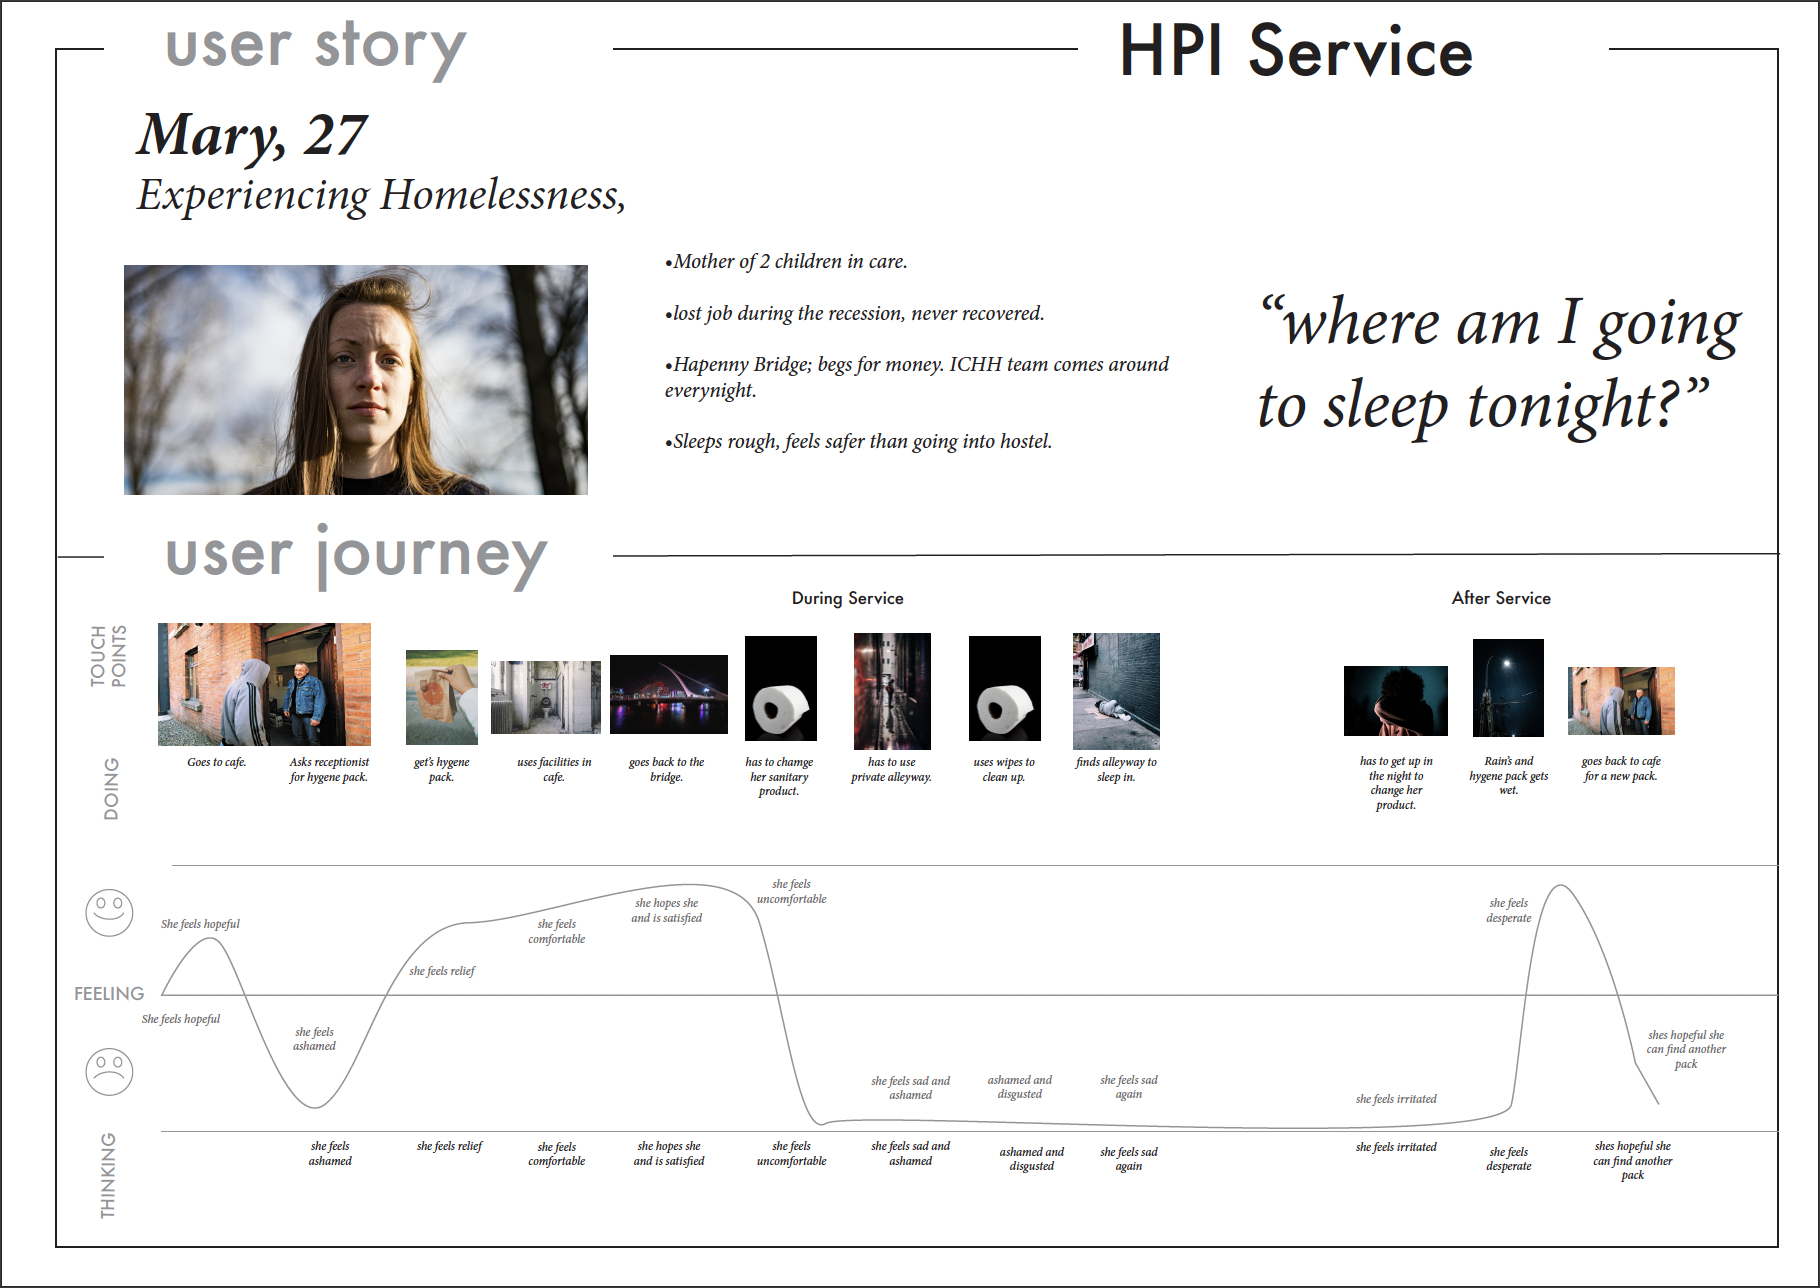 user story
HPI Service
Mary, 27
Experiencing Homelessness,
•Mother of 2 children in care.
•lost job during the recession, never recovered.
•Hapenny Bridge; begs for money. ICHH team comes around
everynight.
•Sleeps rough, feels safer than going into hostel.
“where am I going
to sleep tonight?”
user journey
During Service
After Service
TOUCH
POINTS
DOING
Goes to cafe.
Asks receptionist
for hygene pack.
get's hygene
pack.
uses facilities in
cafe.
goes back to the
bridge.
has to chamge
her sanitary
product.
has to use
private alleyway.
uses wipes to
clean up.
finds alleyway to
sleep in.
has to get up in
the night to
change her
product.
Rain's and
hygene pack gets
wet.
goes back to cafe
for a new pack.
FEELING
She feels hopeful
She feels hopeful
she feels
ashamed
she feels relief
she feels
comfortable
she hopes she
and is satisfied
she feels
uncomfortable
she feels sad and
ashamed
ashamed and
disgusted
she feels sad
again
she feels irritated
she feels
desperate
shes hopeful she
can find another
pack
THINKING
she feels
ashamed
she feels relief
she feels
comfortable
she hopes she
and is satisfied
she feels
uncomfortable
she feels sad and
ashamed
ashamed and
disgusted
she feels sad
again
she feels irritated
she feels
desperate
shes hopeful she
can find another
pack